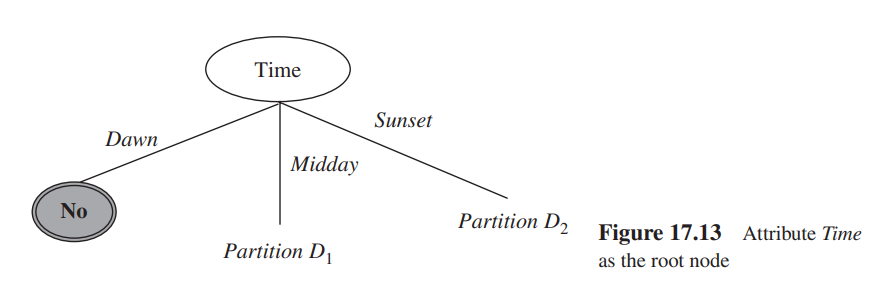 Time
Sunset
Dawn
Midday
No
Partition D₂
Figure 17.13 Attribute Time
as the root node
Partition D₁